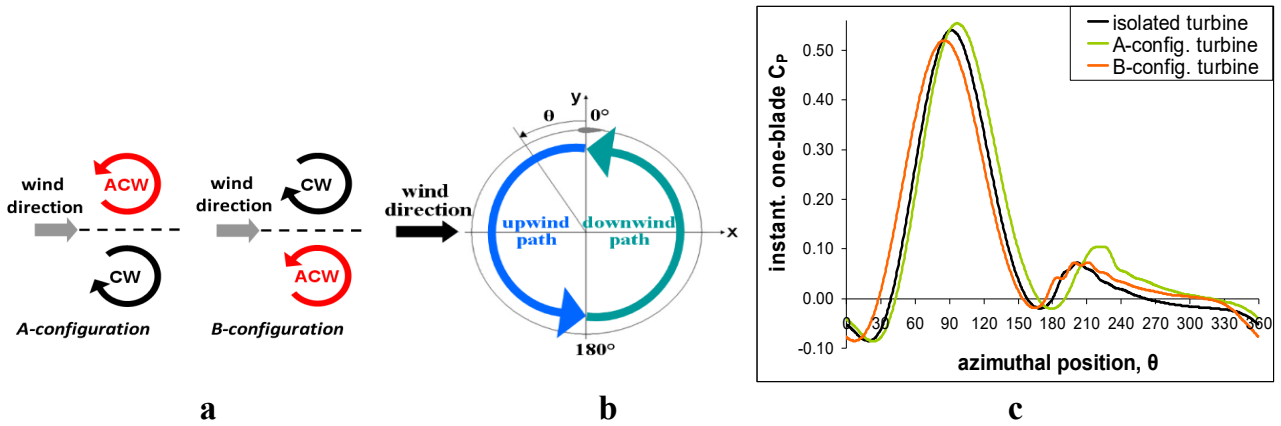 wind
direction
ACW
CW
A-configuration
wind
direction
CW
ACW
B-configuration
a
y
θ
0°
wind
direction
upwind
path
downwind
path
x
180°
b
isolated turbine
A-config. turbine
B-config. turbine
instant. one-blade CP
0.50
0.40
0.30
0.20
0.10
0.00
-0.10
0 30 60 90 120 150 180 210 240 270 300 330 360
azimuthal position, θ
c